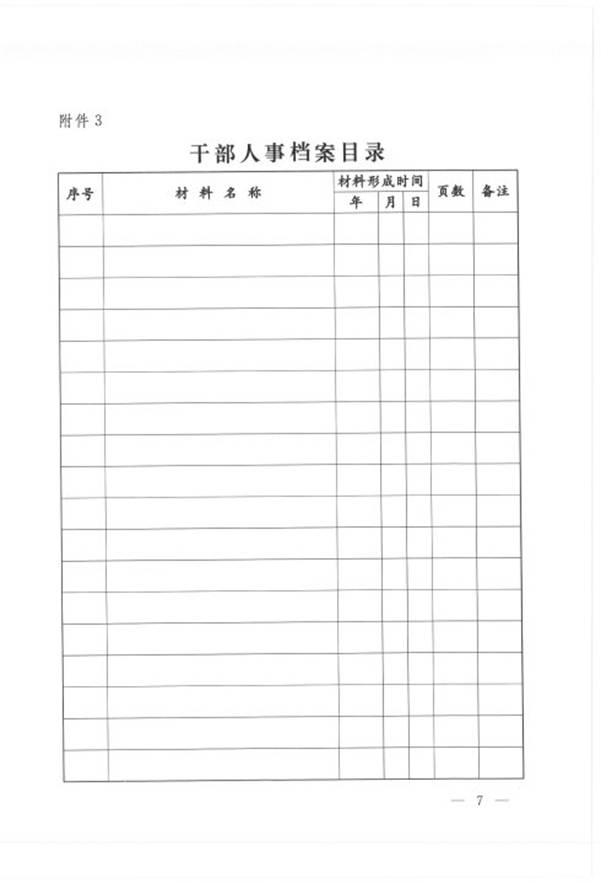 附件 3
干部人事档案目录
序号 材 料 名 称 材料形成时间 页数 备注
年 月 日
— 7 —